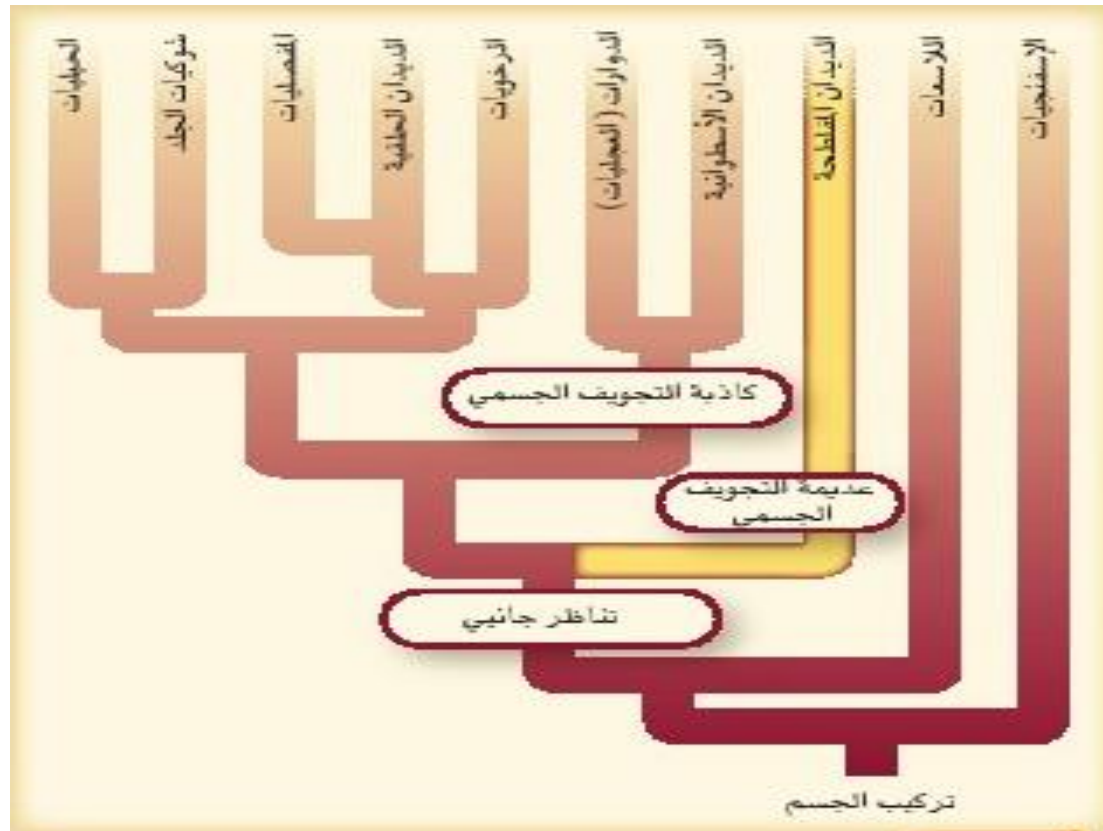 الإسفنجيات
اللاسعات
الديدان المفلطحة
الديدان الأسطوانية
الدوارات (العجليات)
الرخويات
الديدان الحلقية
المفصليات
شوكيات الجلد
الحبليات
كاذبة التجويف الجسمي
عديمة التجويف
الجسمي
تناظر جانبي
تركيب الجسم